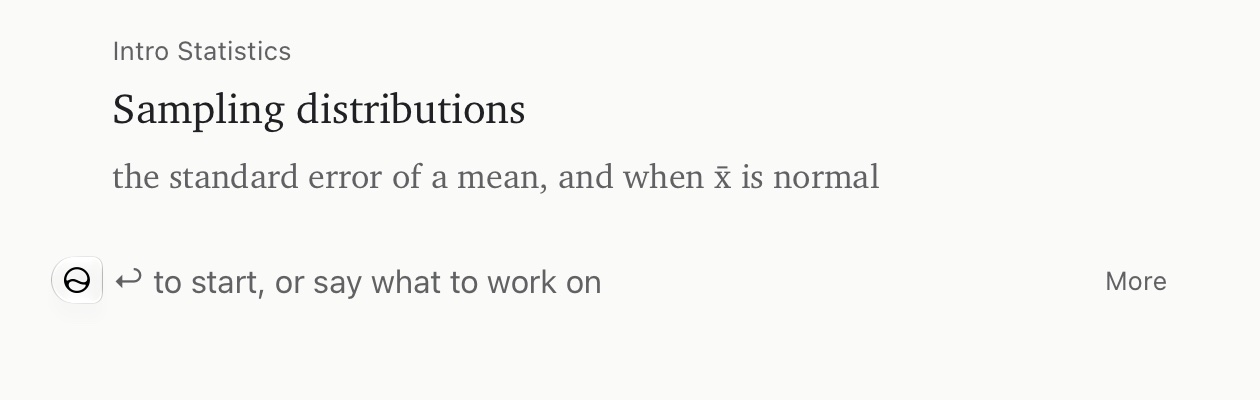 Intro Statistics
Sampling distributions
the standard error of a mean, and when x̄ is normal
↩ to start, or say what to work on
More